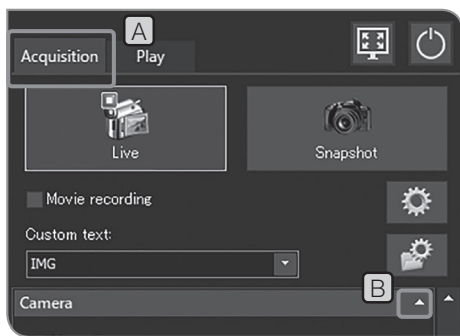 A
Acquisition
Play
Live
Snapshot
Movie recording
Custom text:
IMG
B
Camera